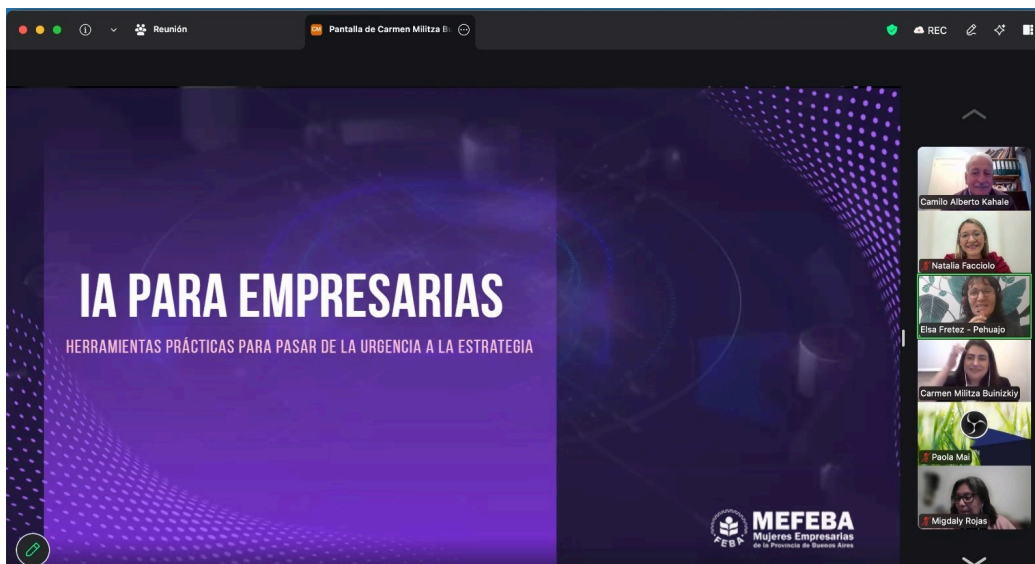 Reunión
CM Pantalla de Carmen Militza B
REC
IA PARA EMPRESARIAS
HERRAMIENTAS PRÁCTICAS PARA PASAR DE LA URGENCIA A LA ESTRATEGIA
FEBA
MEFEBA
Mujeres Empresarias
de la Provincia de Buenos Aires
Camilo Alberto Kahale
Natalia Facciolo
Elsa Fretez - Pehuajo
Carmen Militza Buinizkiy
Paola Mai
Migdaly Rojas